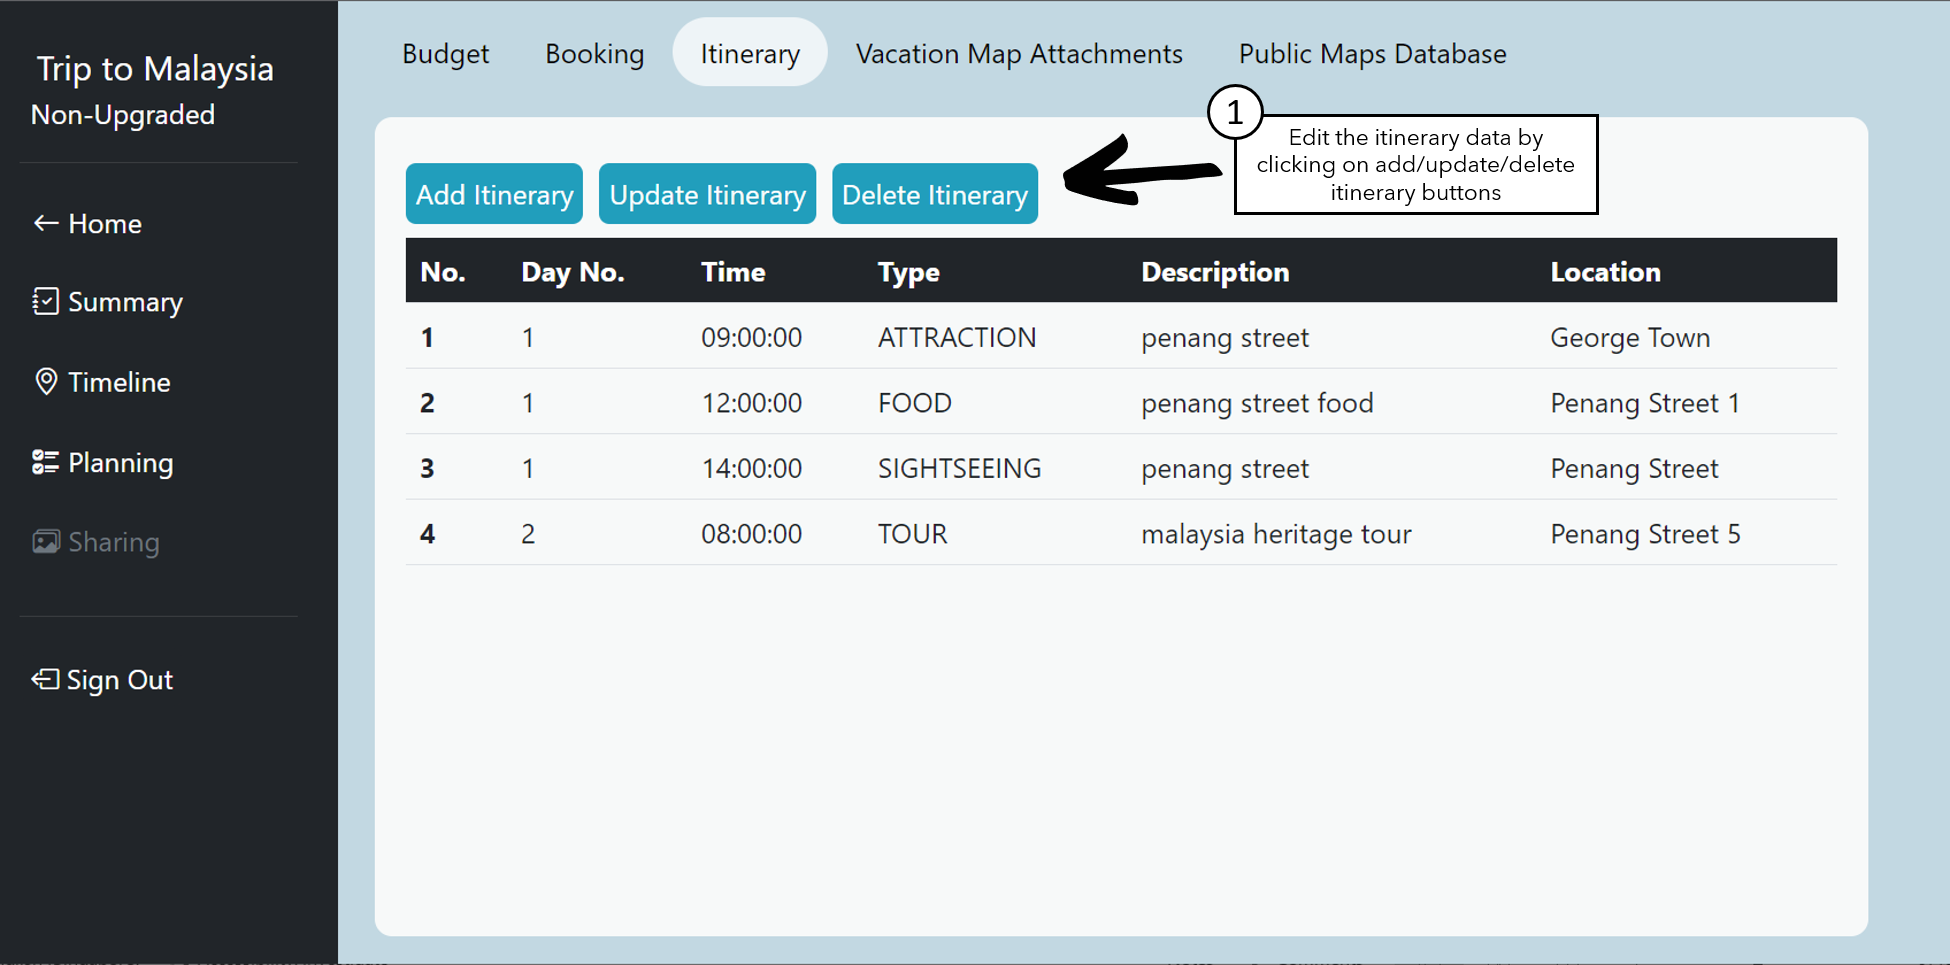 Trip to Malaysia
Non-Upgraded
Home
Summary
Timeline
Planning
Sharing
Sign Out
Budget Booking Itinerary Vacation Map Attachments Public Maps Database
1
Edit the itinerary data by
clicking on add/update/delete
itinerary buttons
Add Itinerary Update Itinerary Delete Itinerary
No. Day No. Time Type Description Location
1 1 09:00:00 ATTRACTION penang street George Town
2 1 12:00:00 FOOD penang street food Penang Street 1
3 1 14:00:00 SIGHTSEEING penang street Penang Street
4 2 08:00:00 TOUR malaysia heritage tour Penang Street 5